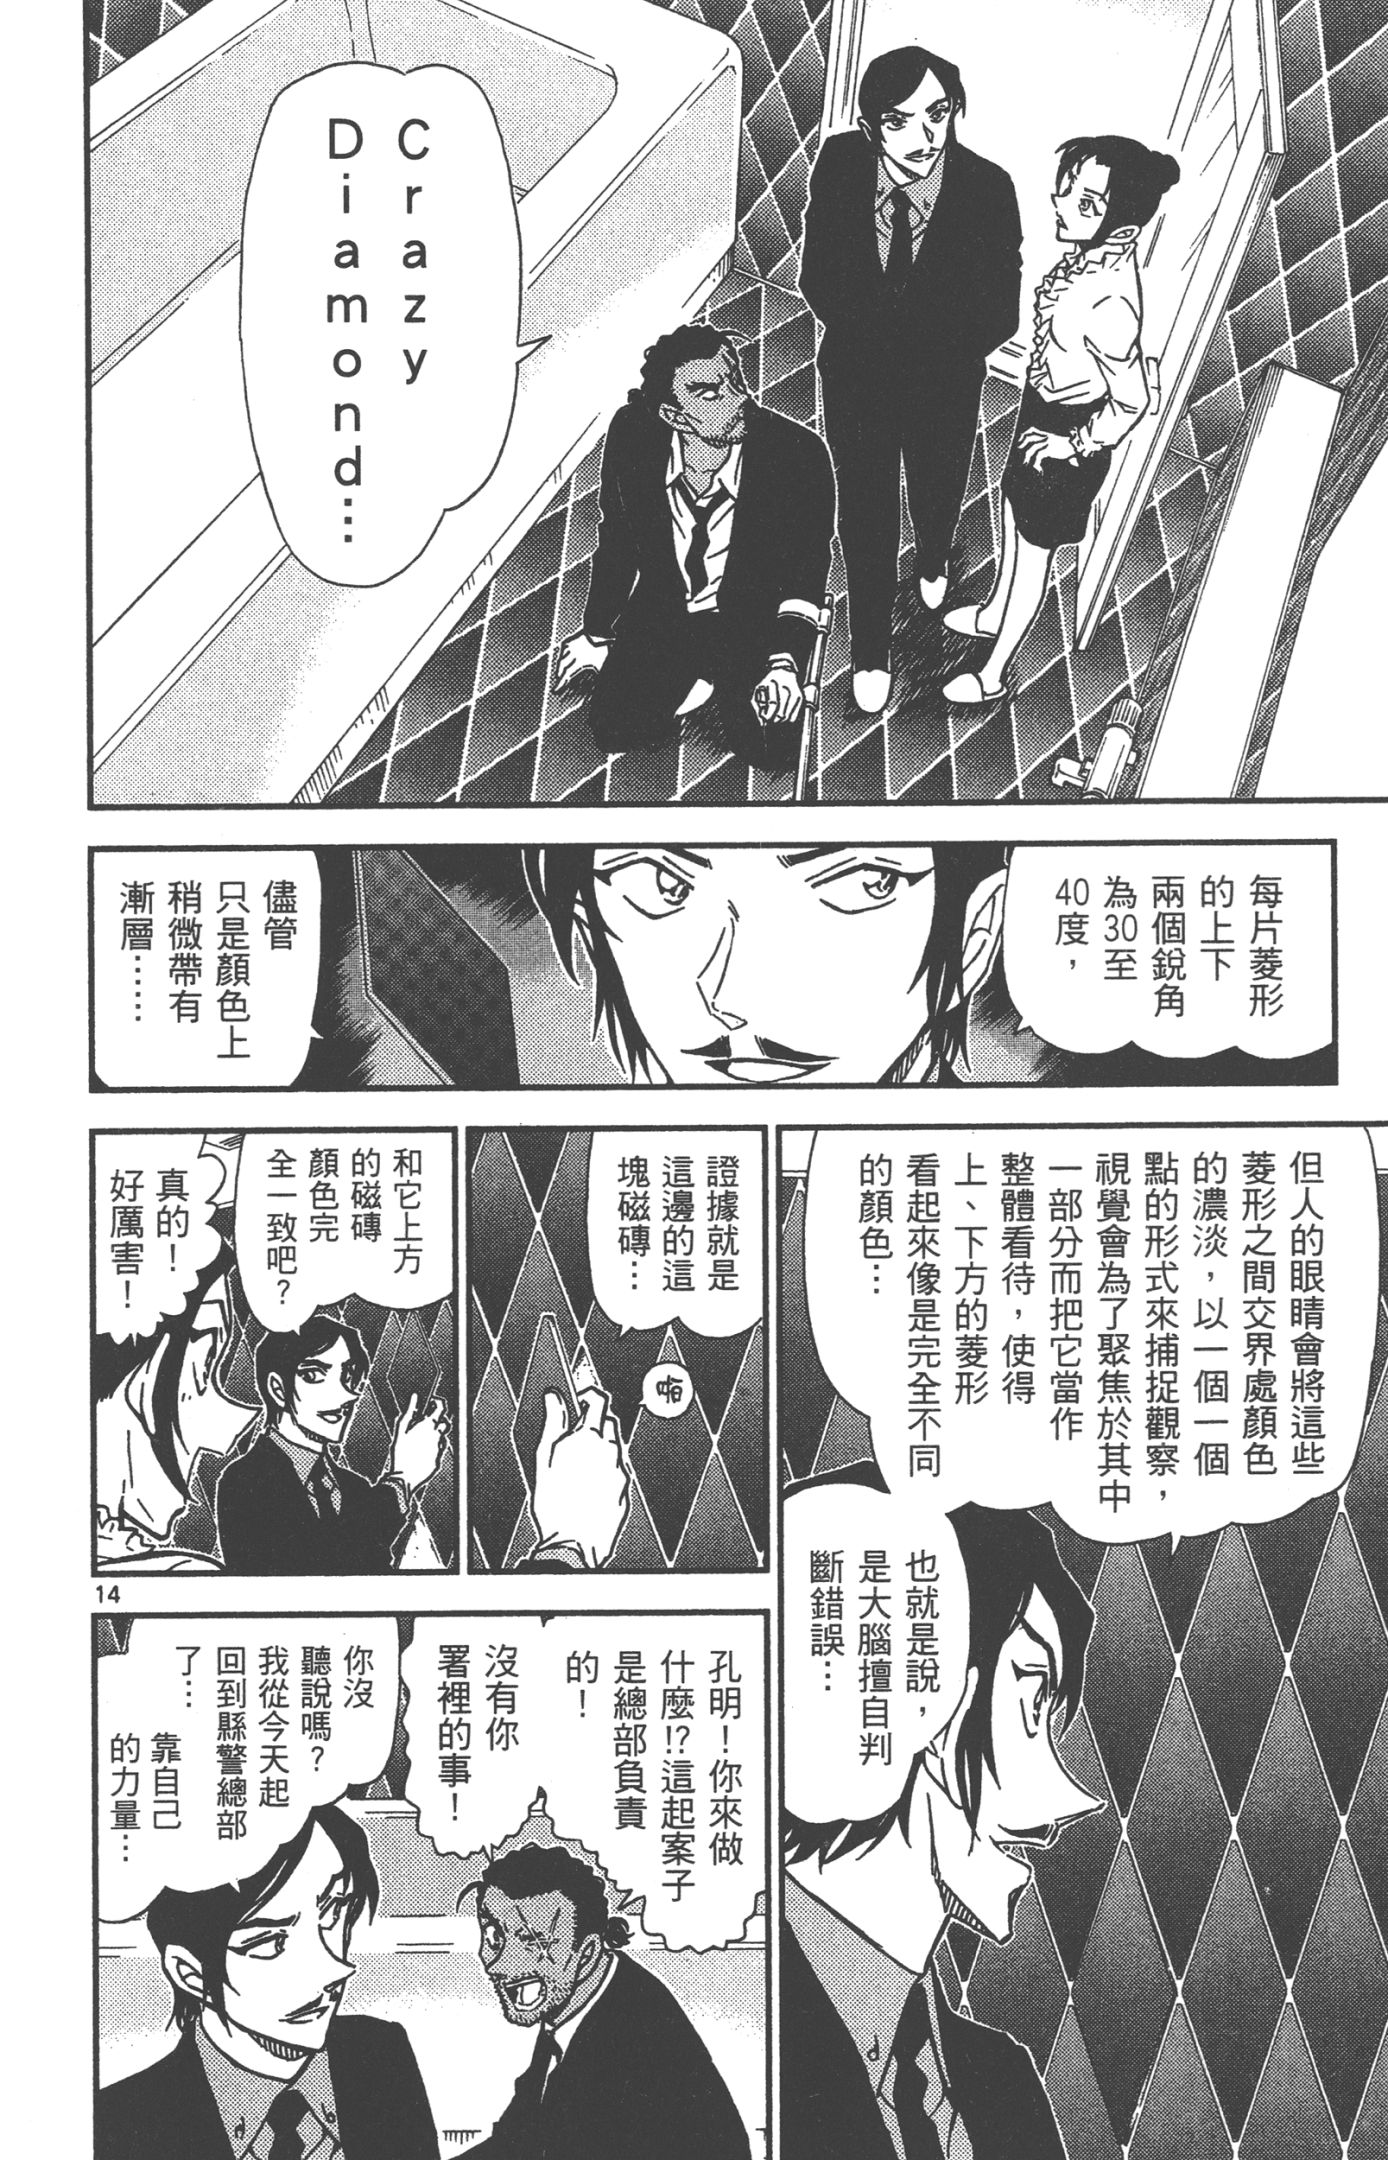 Crazy
Diamond…
每片菱形
的上下
兩個銳角
為30至
40度，
儘管
只是顏色上
稍微帶有
漸層……
但人的眼睛會將這些
菱形之間交界處顏色
的濃淡，以一個一個
點的形式來捕捉觀察，
視覺會為了聚焦於其中
一部分而把它當作
整體看待，使得
上、下方的菱形
看起來像是完全不同
的顏色…
也就是說，
是大腦擅自判
斷錯誤…
證據就是
這邊的這
塊磁磚…
啪
和它上方
的磁磚
顏色完
全一致吧？
真的！
好厲害！
孔明！你來做
什麼!?這起案子
是總部負責
的！
沒有你
署裡的事！
你沒
聽說嗎？
我從今天起
回到縣警總部
了…
靠自己
的力量…
14